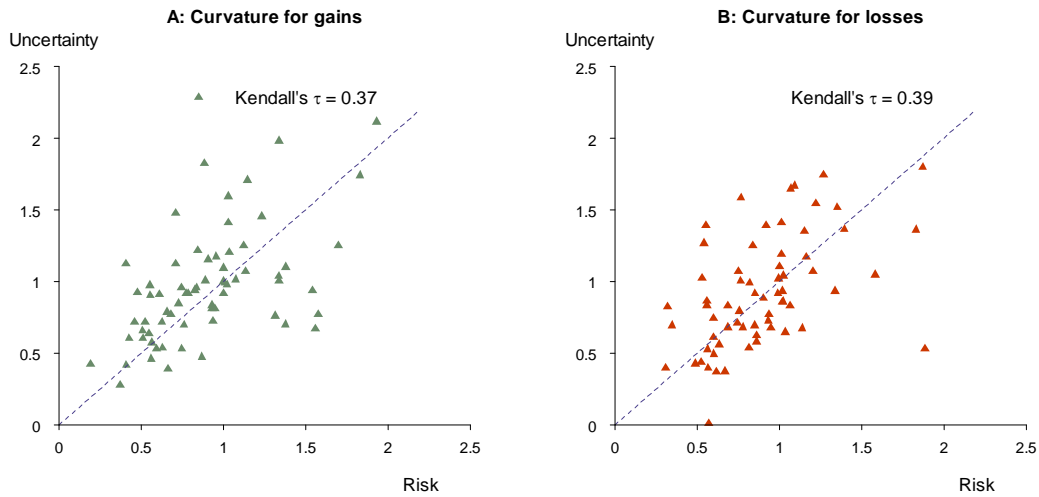 A: Curvature for gains
Uncertainty
2.5
Kendall's τ = 0.37
2
1.5
1
0.5
0
0 0.5 1 1.5 2 2.5
Risk
B: Curvature for losses
Uncertainty
2.5
Kendall's τ = 0.39
2
1.5
1
0.5
0
0 0.5 1 1.5 2 2.5
Risk